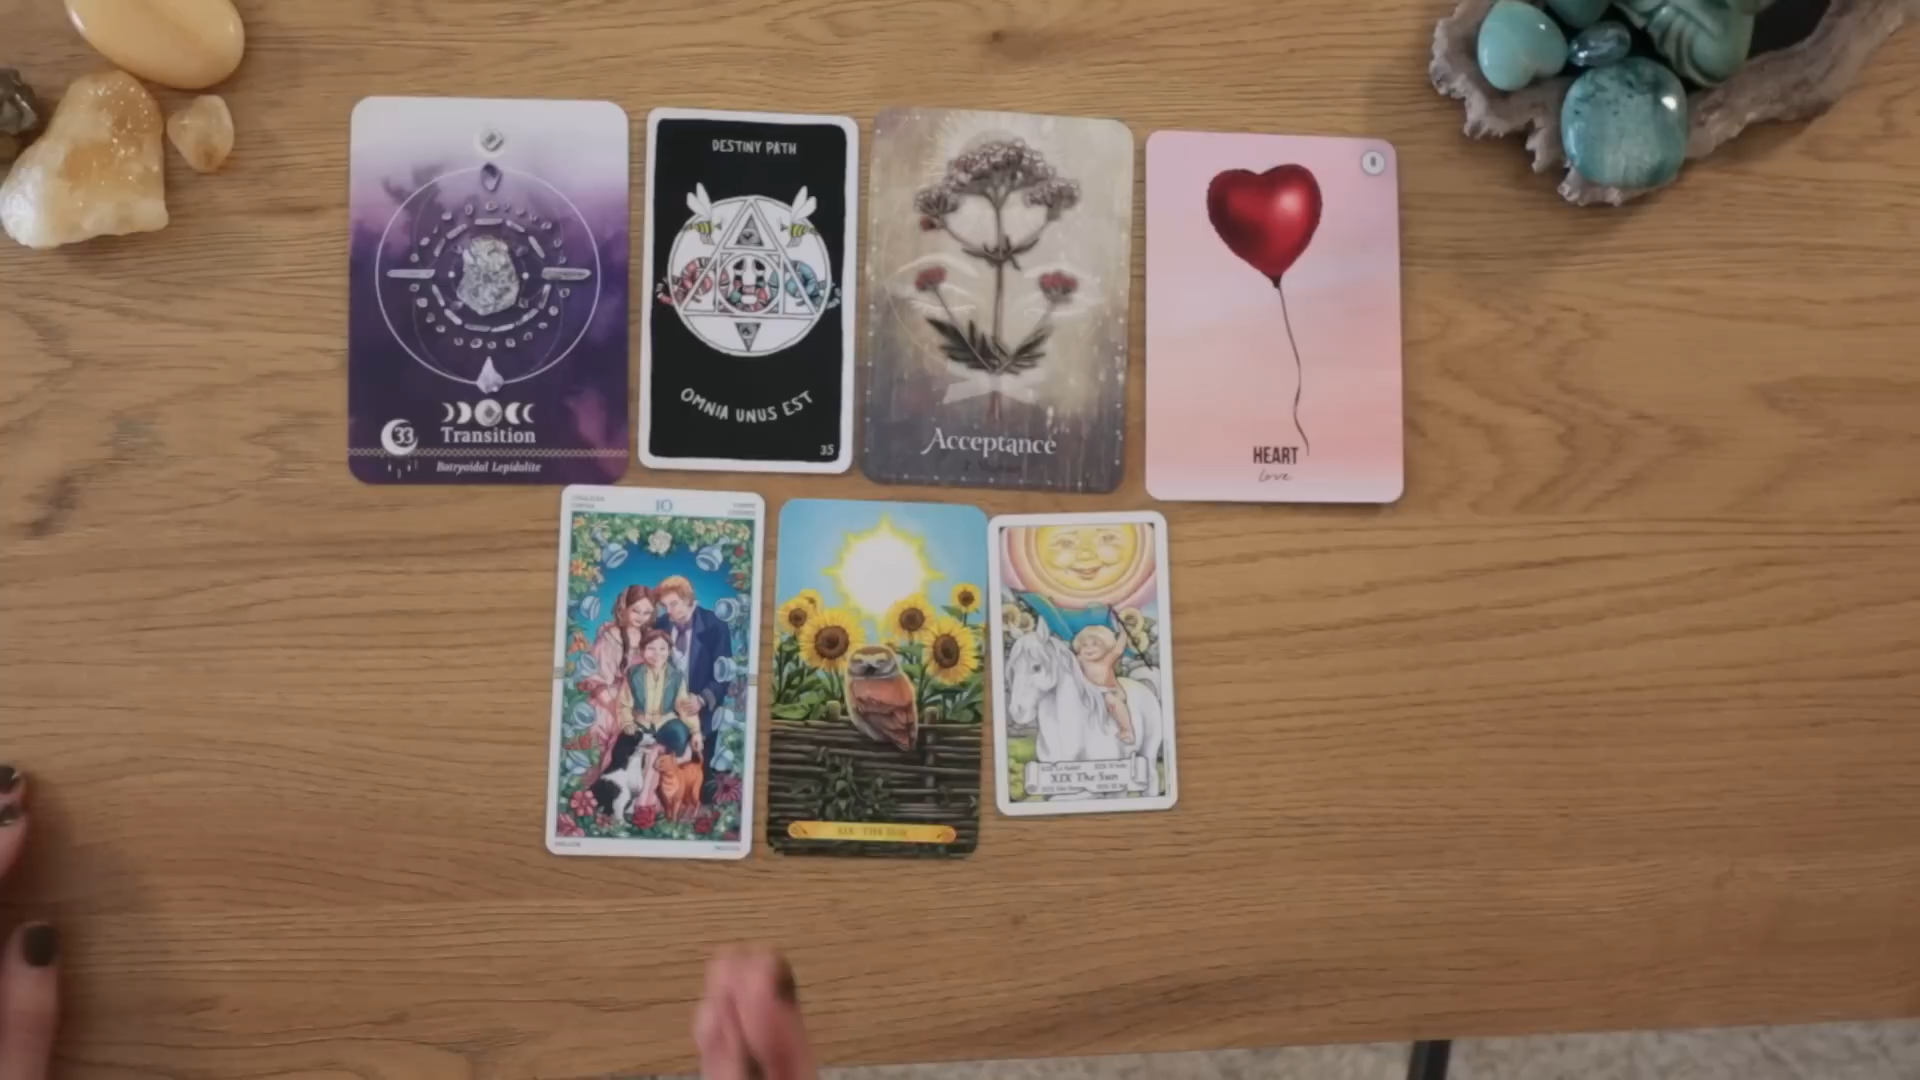 33
Transition
Botryoidal Lepidolite
DESTINY PATH
OMNIA UNUS EST
35
Acceptance
HEART
Love
10
XIX The Sun